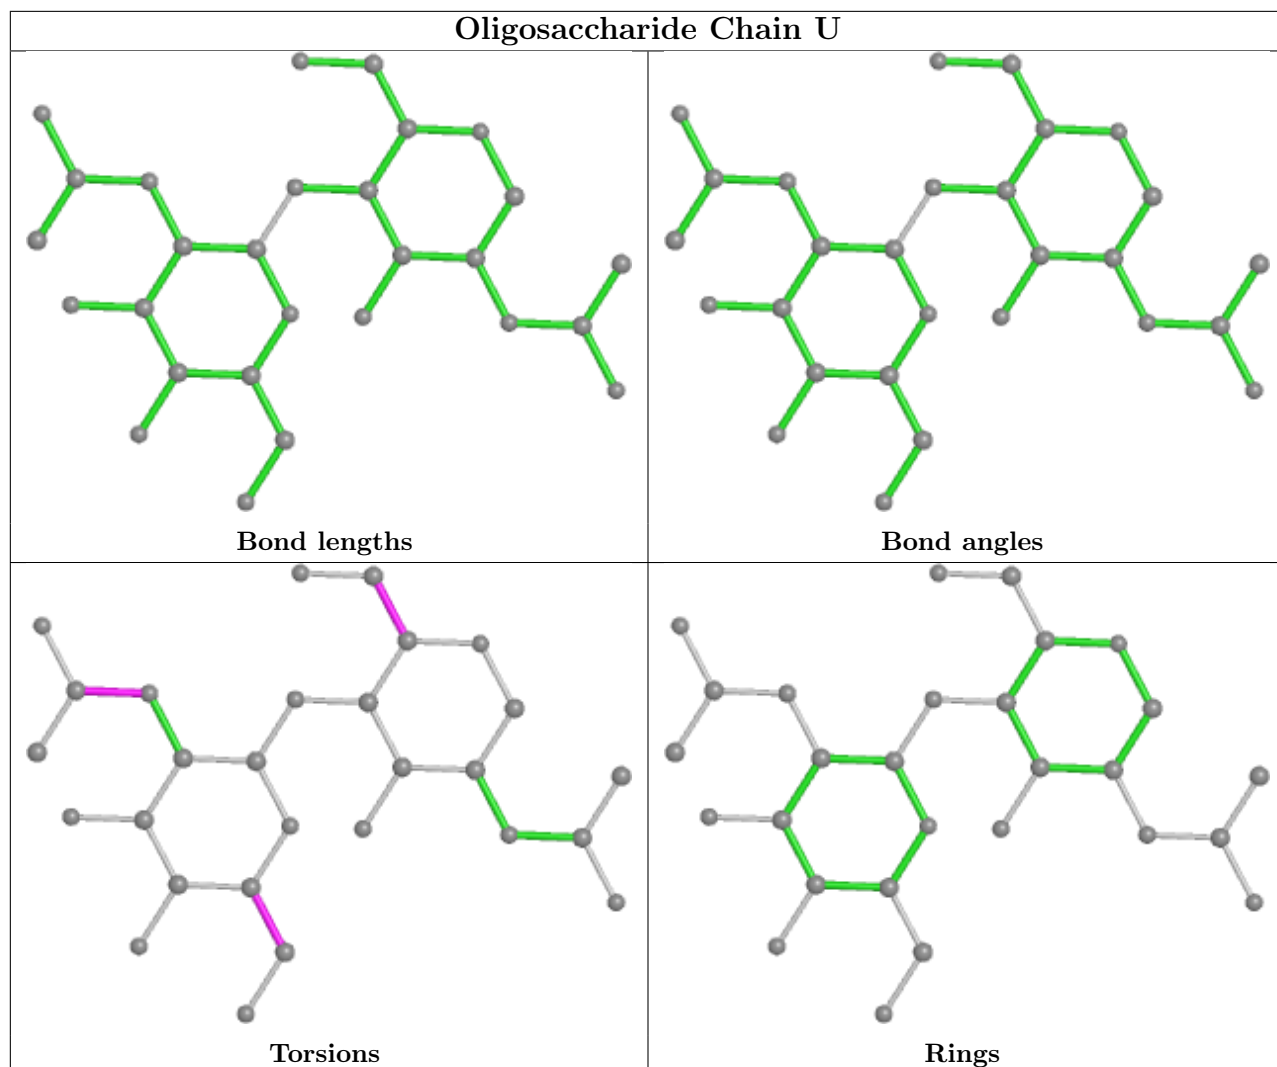 Oligosaccharide Chain U
Bond lengths
Bond angles
Torsions
Rings